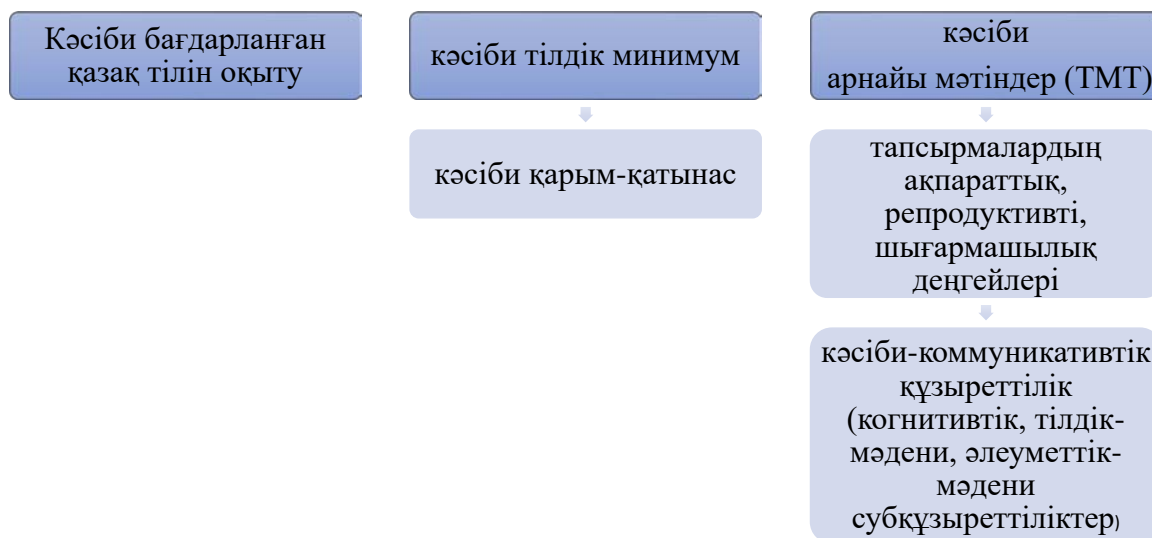 Кәсіби бағдарланған
қазақ тілін оқыту
кәсіби тілдік минимум
кәсіби қарым-қатынас
кәсіби
арнайы мәтіндер (ТМТ)
тапсырмалардың
ақпараттық,
репродуктивті,
шығармашылық
деңгейлері
кәсіби-коммуникативтік
құзыреттілік
(когнитивтік, тілдік-
мәдени, әлеуметтік-
мәдени
субқұзыреттіліктер)